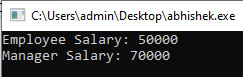 C:\Users\admin\Desktop\abhishek.exe
Employee Salary: 50000
Manager Salary: 70000